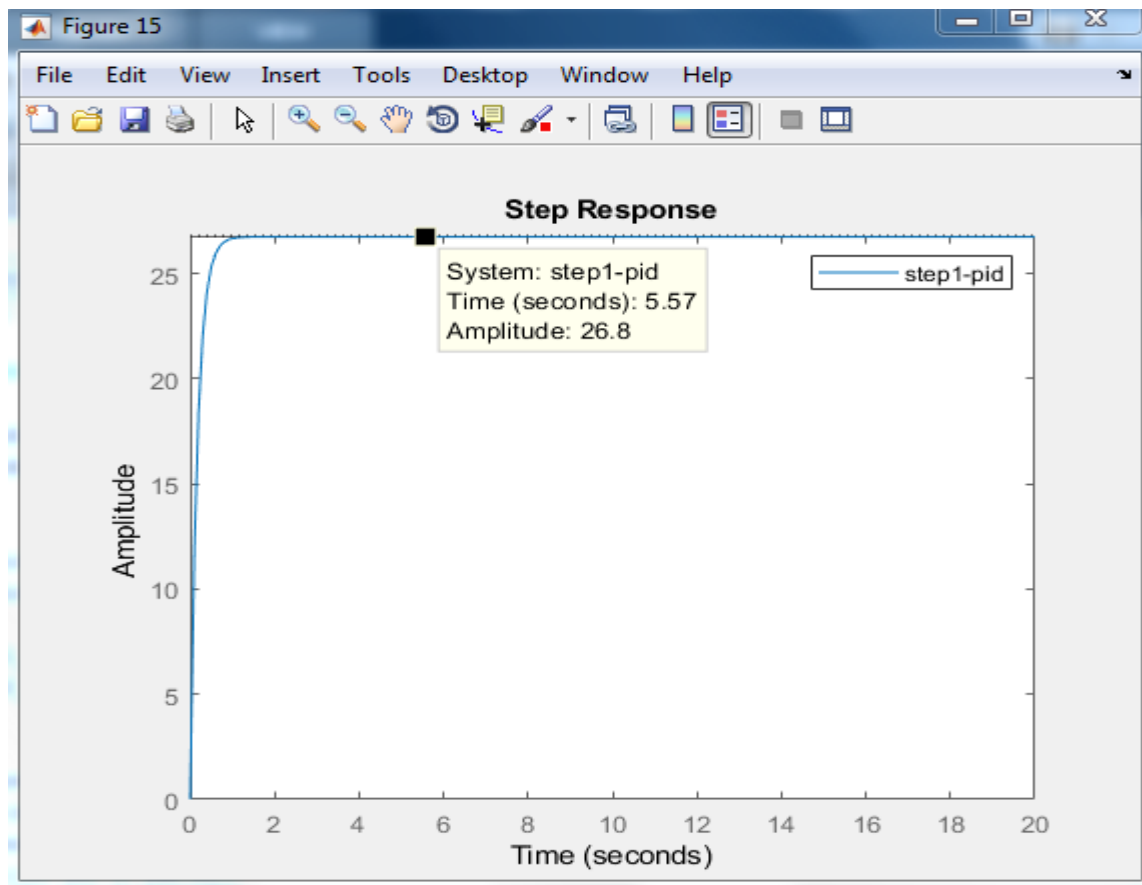 Figure 15
File Edit View Insert Tools Desktop Window Help
Step Response
System: step1-pid
Time (seconds): 5.57
Amplitude: 26.8
step1-pid
Amplitude
25
20
15
10
5
0
0 2 4 6 8 10 12 14 16 18 20
Time (seconds)